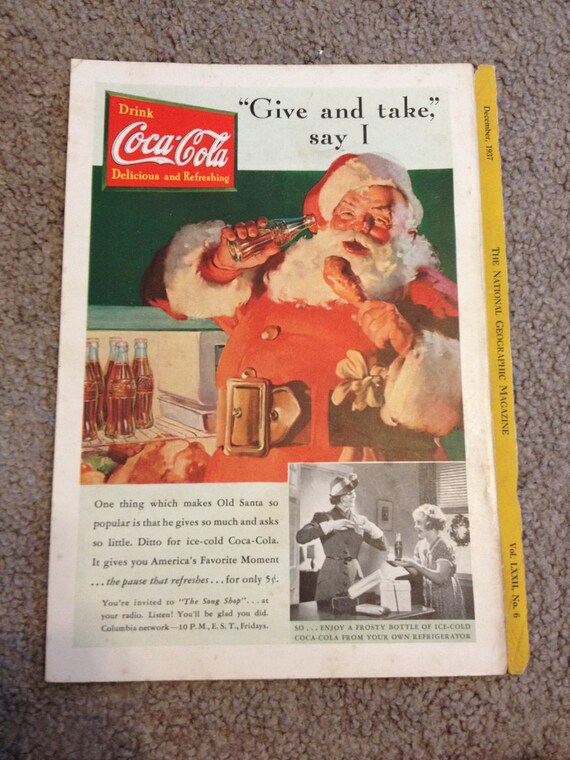 Drink
Coca-Cola
Delicious and Refreshing
"Give and take,"
say I
One thing which makes Old Santa so
popular is that he gives so much and asks
so little. Ditto for ice-cold Coca-Cola.
It gives you America's Favorite Moment
... the pause that refreshes ... for only 5¢.
You're invited to "The Song Shop" ... at
your radio. Listen! You'll be glad you did.
Columbia network—10 P.M., E.S.T., Fridays.
SO ... ENJOY A FROSTY BOTTLE OF ICE-COLD
COCA-COLA FROM YOUR OWN REFRIGERATOR
December, 1937
THE NATIONAL GEOGRAPHIC MAGAZINE
Vol. LXXII, No. 6